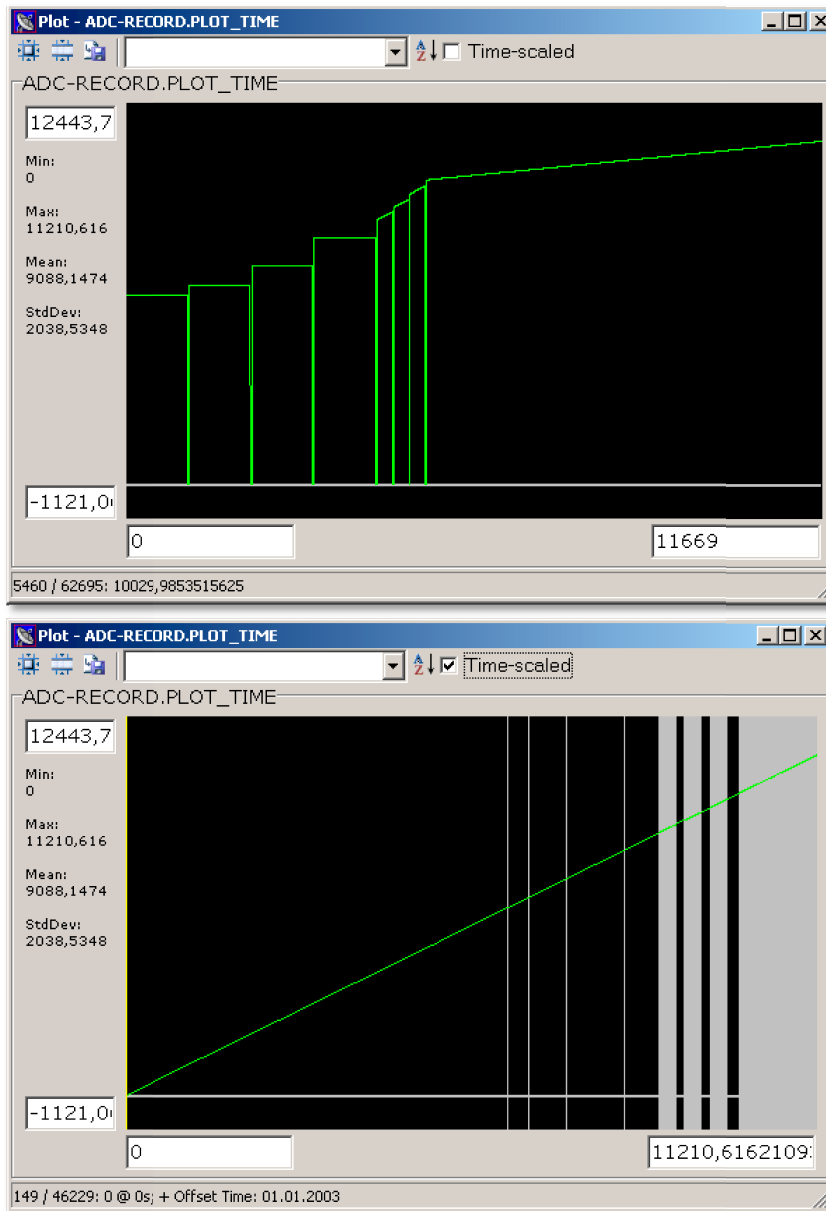 Plot - ADC-RECORD.PLOT_TIME
Time-scaled
ADC-RECORD.PLOT_TIME
12443,7
Min:
0
Max:
11210,616
Mean:
9088,1474
StdDev:
2038,5348
-1121,0
0
11669
5460 / 62695: 10029,9853515625
Plot - ADC-RECORD.PLOT_TIME
Time-scaled
ADC-RECORD.PLOT_TIME
12443,7
Min:
0
Max:
11210,616
Mean:
9088,1474
StdDev:
2038,5348
-1121,0
0
11210,6162109
149 / 46229: 0 @ 0s; + Offset Time: 01.01.2003